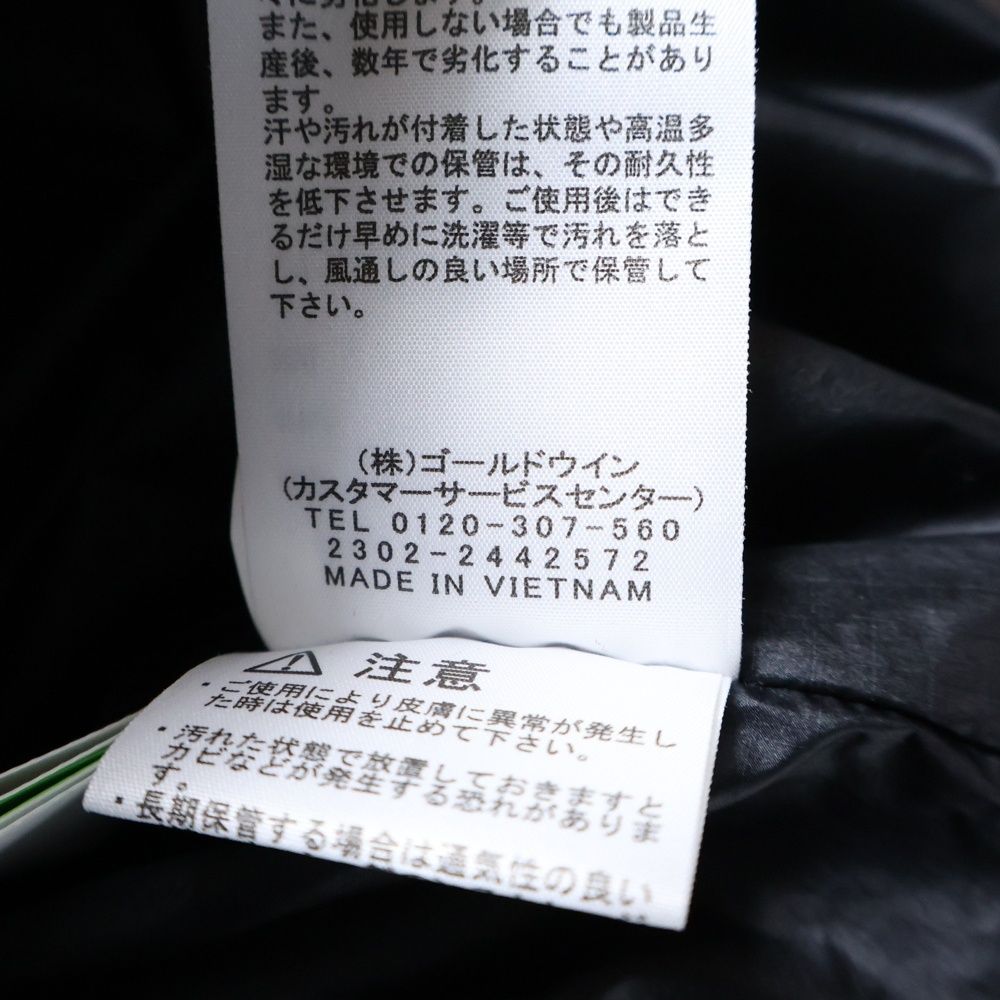 に劣化します。
また、使用しない場合でも製品生
産後、数年で劣化することがあり
ます。
汗や汚れが付着した状態や高温多
湿な環境での保管は、その耐久性
を低下させます。ご使用後はでき
るだけ早めに洗濯等で汚れを落と
し、風通しの良い場所で保管して
下さい。
(株)ゴールドウイン
(カスタマーサービスセンター)
TEL 0120-307-560
2302-2442572
MADE IN VIETNAM
注意
・ご使用により皮膚に異常が発生し
た時は使用を止めて下さい。
・汚れた状態で放置しておきますと
カビなどが発生する恐れがありま
す。
・長期保管する場合は通気性の良い